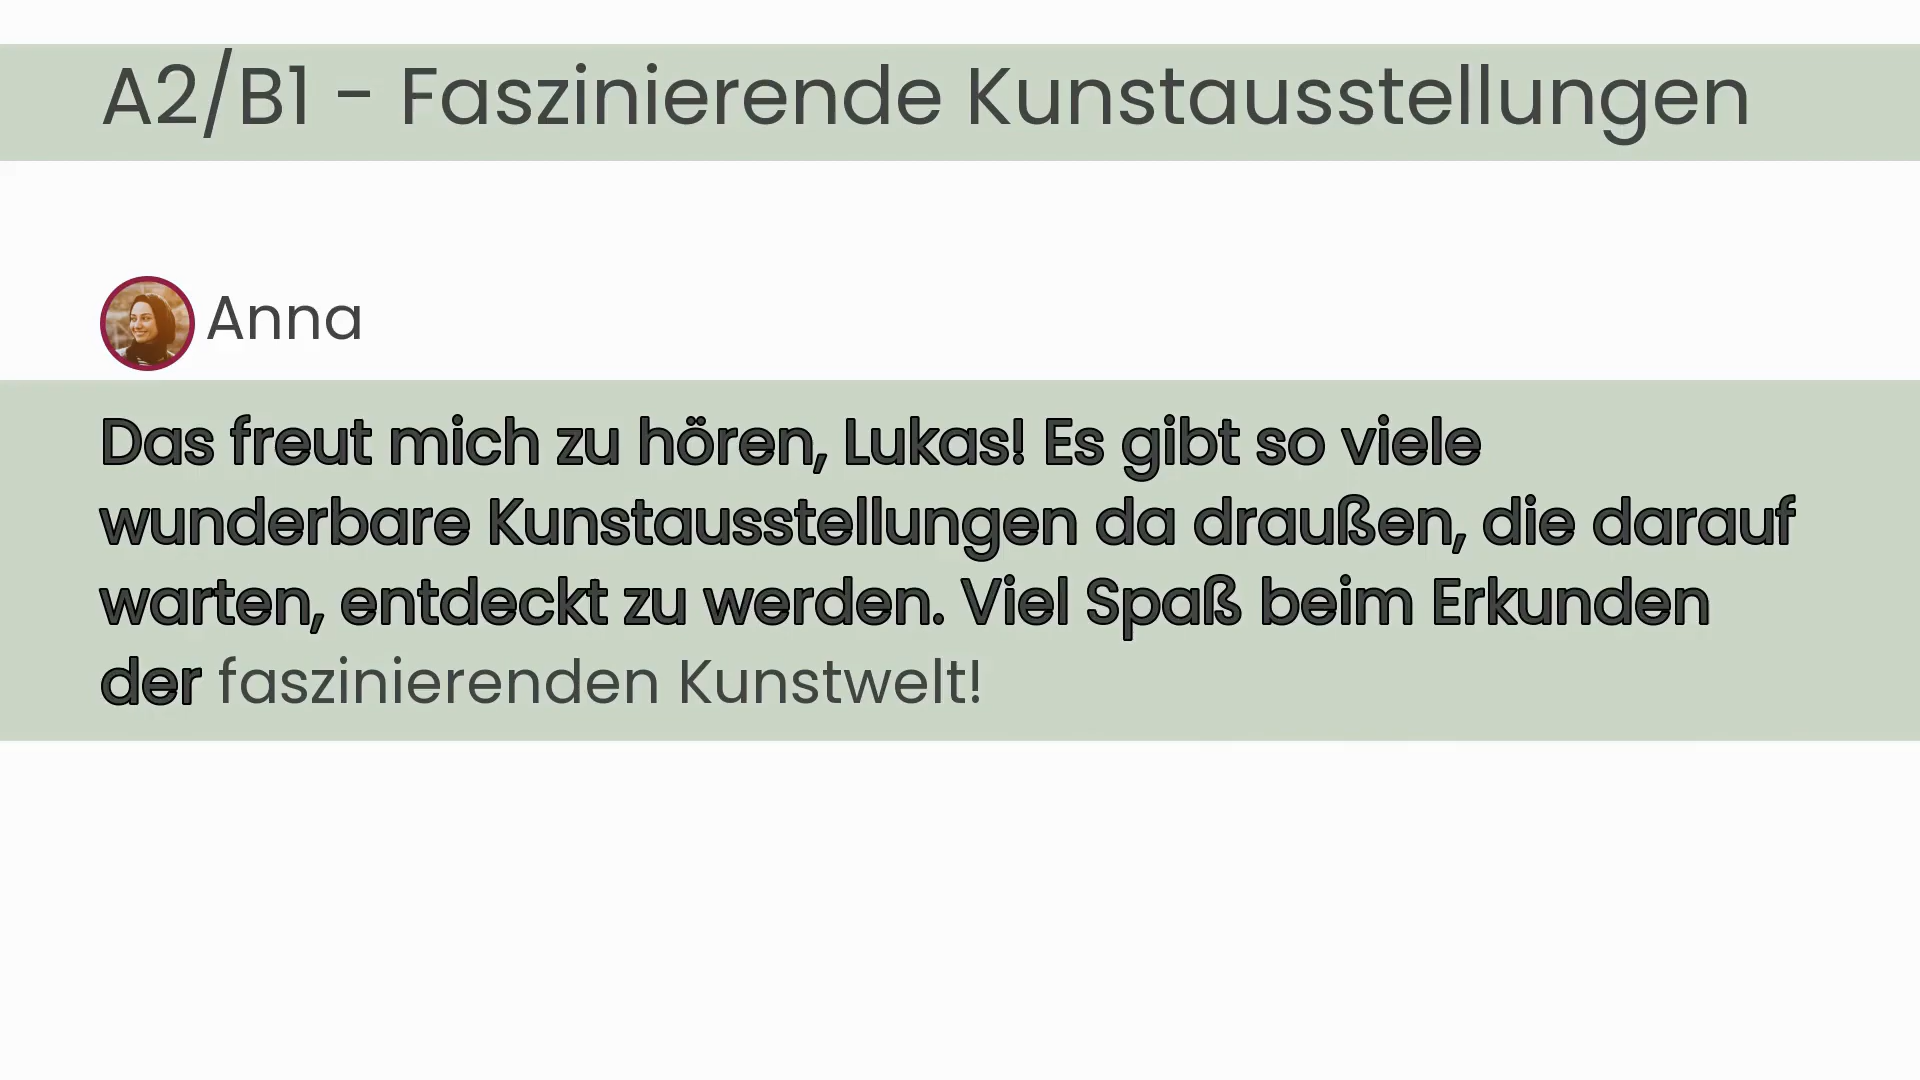 A2/B1 - Faszinierende Kunstausstellungen
Anna
Das freut mich zu hören, Lukas! Es gibt so viele
wunderbare Kunstausstellungen da draußen, die darauf
warten, entdeckt zu werden. Viel Spaß beim Erkunden
der faszinierenden Kunstwelt!